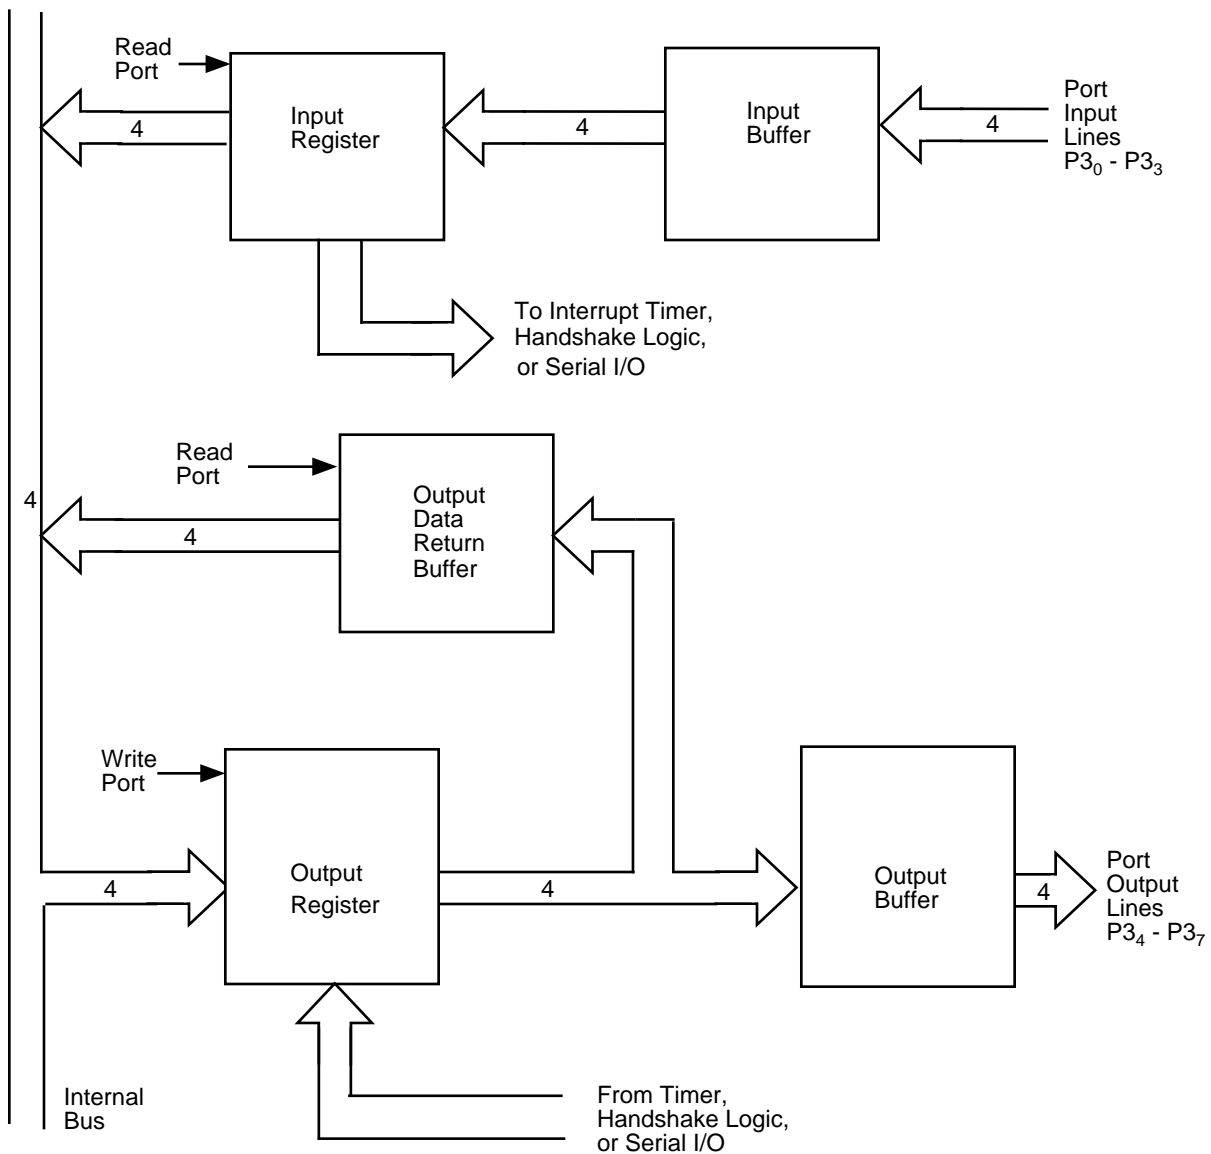 Read
Port
4
Input
Register
4
Input
Buffer
4
Port
Input
Lines
P3₀ - P3₃
To Interrupt Timer,
Handshake Logic,
or Serial I/O
Read
Port
4
4
Output
Data
Return
Buffer
Write
Port
4
Output
Register
4
Output
Buffer
4
Port
Output
Lines
P3₄ - P3₇
Internal
Bus
From Timer,
Handshake Logic,
or Serial I/O